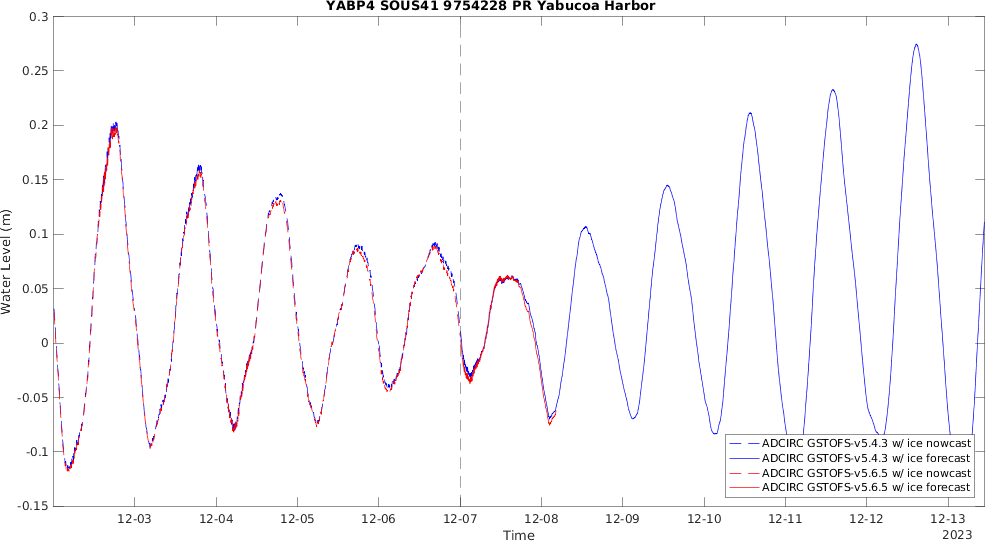 YABP4 SOUS41 9754228 PR Yabucoa Harbor
0.3
0.25
0.2
0.15
0.1
0.05
0
-0.05
-0.1
-0.15
Water Level (m)
12-03 12-04 12-05 12-06 12-07 12-08 12-09 12-10 12-11 12-12 12-13
Time
2023
ADCIRC GSTOFS-v5.4.3 w/ ice nowcast
ADCIRC GSTOFS-v5.4.3 w/ ice forecast
ADCIRC GSTOFS-v5.6.5 w/ ice nowcast
ADCIRC GSTOFS-v5.6.5 w/ ice forecast